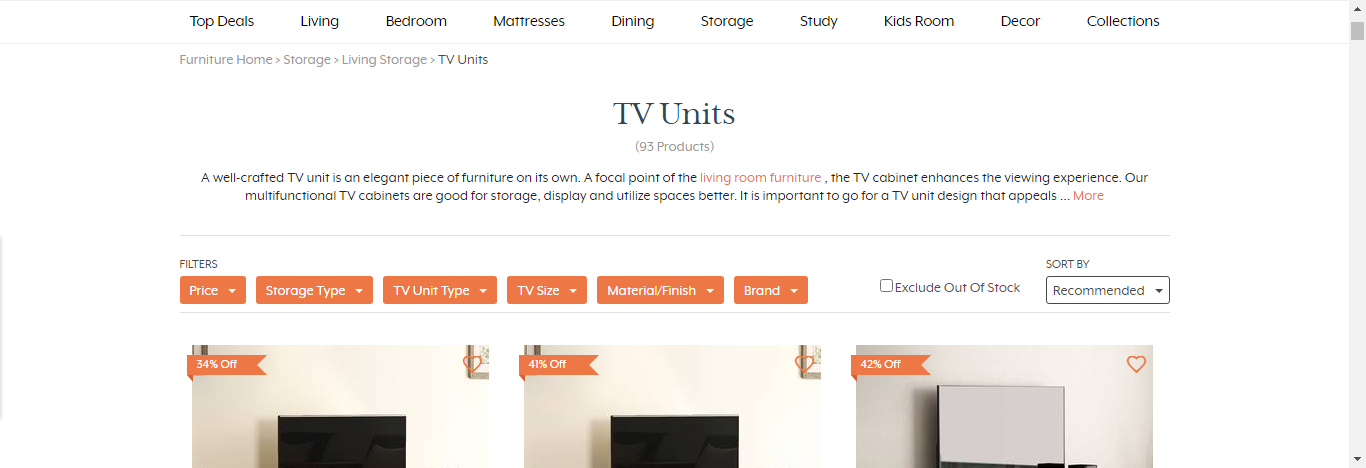 Top Deals Living Bedroom Mattresses Dining Storage Study Kids Room Decor Collections
Furniture Home > Storage > Living Storage > TV Units
TV Units
(93 Products)
A well-crafted TV unit is an elegant piece of furniture on its own. A focal point of the living room furniture , the TV cabinet enhances the viewing experience. Our
multifunctional TV cabinets are good for storage, display and utilize spaces better. It is important to go for a TV unit design that appeals ... More
FILTERS SORT BY
Price Storage Type TV Unit Type TV Size Material/Finish Brand Exclude Out Of Stock Recommended
34% Off 41% Off 42% Off